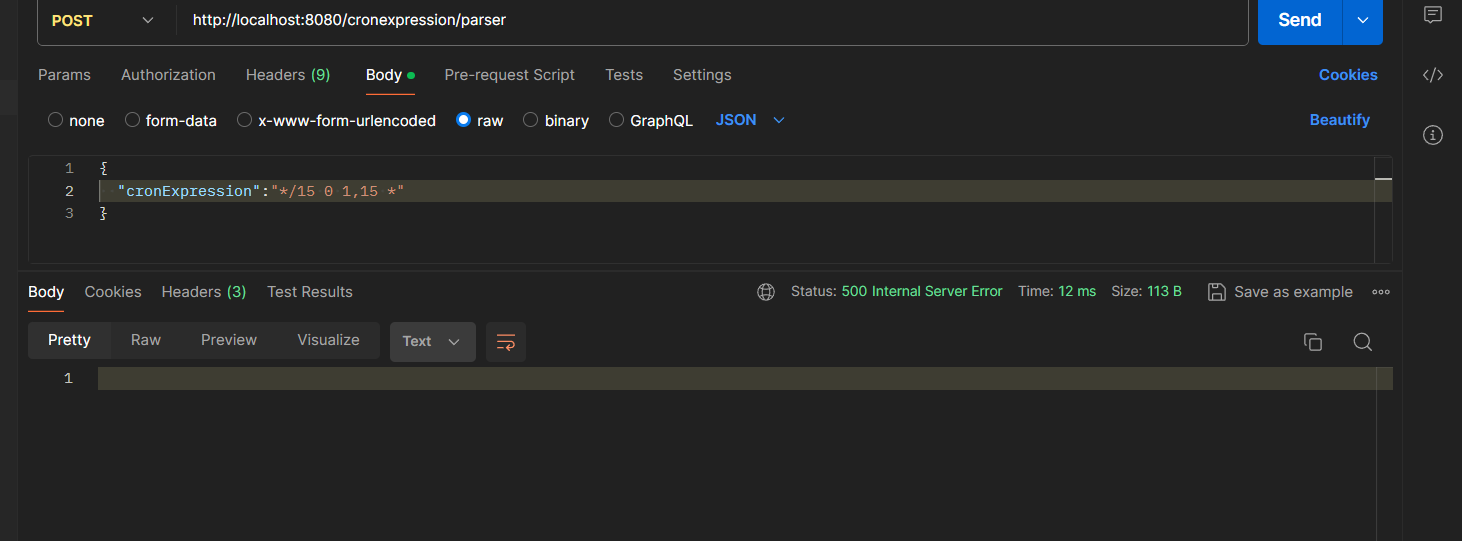 POST http://localhost:8080/cronexpression/parser Send
Params Authorization Headers (9) Body Pre-request Script Tests Settings Cookies
none form-data x-www-form-urlencoded raw binary GraphQL JSON Beautify
1 {
2 "cronExpression":"*/15 0 1,15 *"
3 }
Body Cookies Headers (3) Test Results Status: 500 Internal Server Error Time: 12 ms Size: 113 B Save as example
Pretty Raw Preview Visualize Text
1